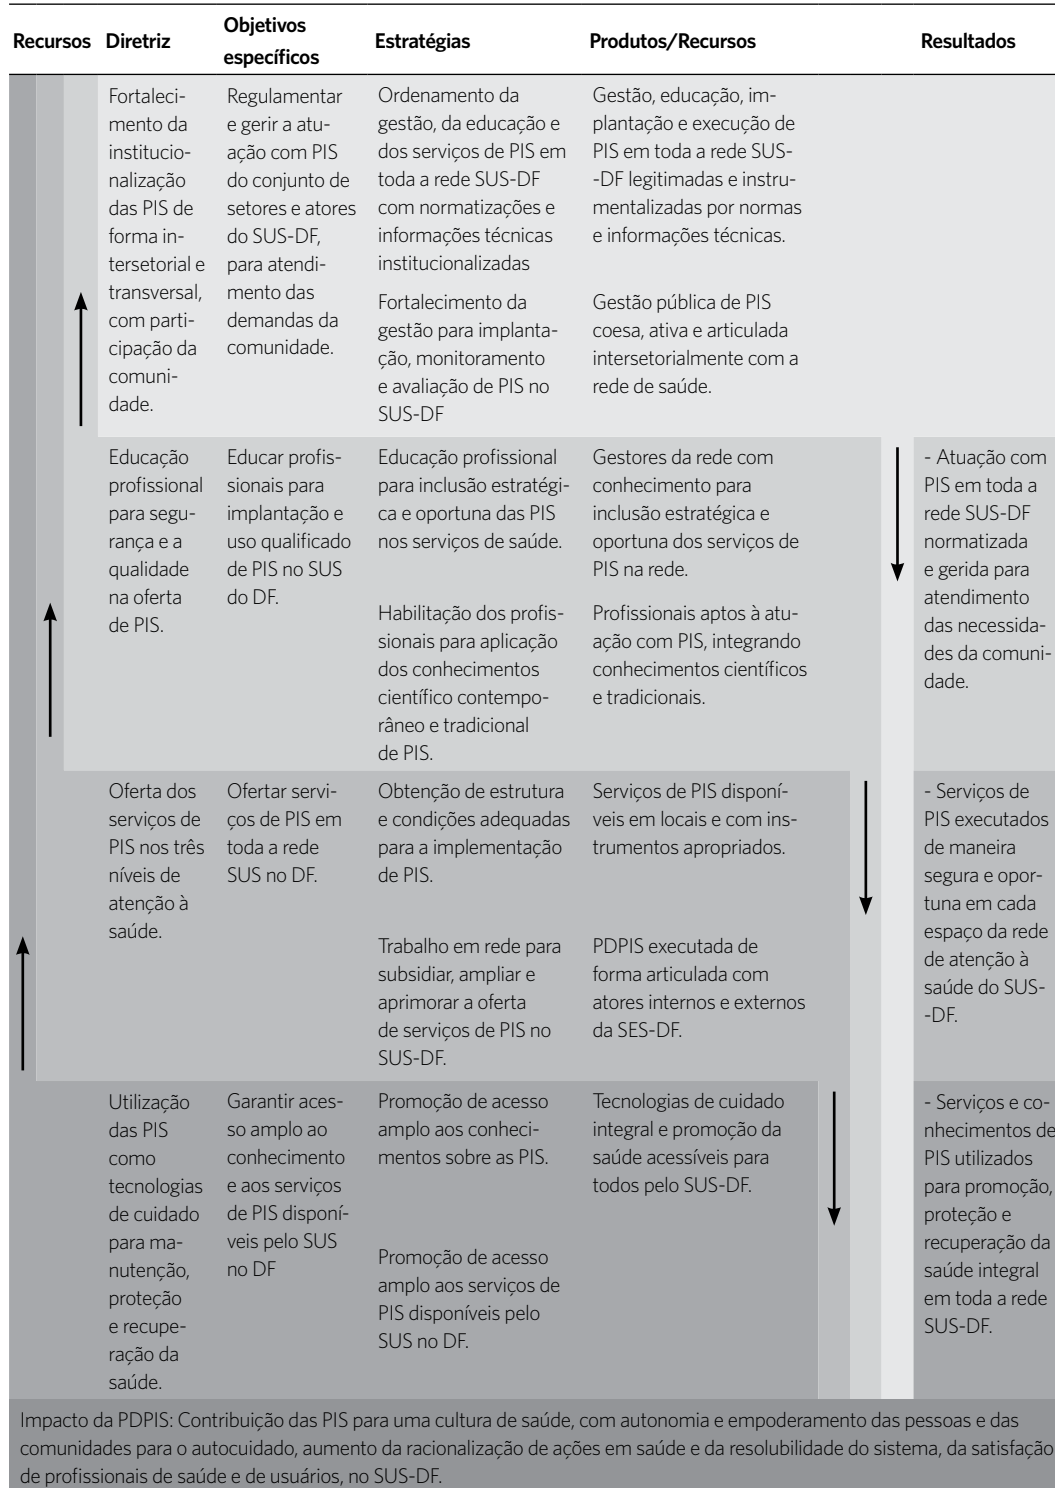 Recursos Diretriz Objetivos específicos Estratégias Produtos/Recursos Resultados
Fortaleci-
mento da
institucio-
nalização
das PIS de
forma in-
tersetorial e
transversal,
com parti-
cipação da
comuni-
dade.
Regulamentar
e gerir a atu-
ação com PIS
do conjunto de
setores e atores
do SUS-DF,
para atendi-
mento das
demandas da
comunidade.
Ordenamento da
gestão, da educação e
dos serviços de PIS em
toda a rede SUS-DF
com normatizações e
informações técnicas
institucionalizadas
Gestão, educação, im-
plantação e execução de
PIS em toda a rede SUS-
-DF legitimadas e instru-
mentalizadas por normas
e informações técnicas.
Fortalecimento da
gestão para implanta-
ção, monitoramento
e avaliação de PIS no
SUS-DF
Gestão pública de PIS
coesa, ativa e articulada
intersetorialmente com a
rede de saúde.
Educação
profissional
para segu-
rança e a
qualidade
na oferta
de PIS.
Educar profis-
sionais para
implantação e
uso qualificado
de PIS no SUS
do DF.
Educação profissional
para inclusão estratégi-
ca e oportuna das PIS
nos serviços de saúde.
Gestores da rede com
conhecimento para
inclusão estratégica e
oportuna dos serviços de
PIS na rede.
Habilitação dos profis-
sionais para aplicação
dos conhecimentos
científico contempo-
râneo e tradicional
de PIS.
Profissionais aptos à atu-
ação com PIS, integrando
conhecimentos científicos
e tradicionais.
- Atuação com
PIS em toda a
rede SUS-DF
normatizada
e gerida para
atendimento
das necessida-
des da comuni-
dade.
Oferta dos
serviços de
PIS nos três
níveis de
atenção à
saúde.
Ofertar servi-
ços de PIS em
toda a rede
SUS no DF.
Obtenção de estrutura
e condições adequadas
para a implementação
de PIS.
Serviços de PIS disponí-
veis em locais e com ins-
trumentos apropriados.
Trabalho em rede para
subsidiar, ampliar e
aprimorar a oferta
de serviços de PIS no
SUS-DF.
PDPIS executada de
forma articulada com
atores internos e externos
da SES-DF.
- Serviços de
PIS executados
de maneira
segura e opor-
tuna em cada
espaço da rede
de atenção à
saúde do SUS-
-DF.
Utilização
das PIS
como
tecnologias
de cuidado
para ma-
nutenção,
proteção
e recupe-
ração da
saúde.
Garantir aces-
so amplo ao
conhecimento
e aos serviços
de PIS disponí-
veis pelo SUS
no DF
Promoção de acesso
amplo aos conheci-
mentos sobre as PIS.
Tecnologias de cuidado
integral e promoção da
saúde acessíveis para
todos pelo SUS-DF.
Promoção de acesso
amplo aos serviços de
PIS disponíveis pelo
SUS no DF.
- Serviços e co-
nhecimentos de
PIS utilizados
para promoção,
proteção e
recuperação da
saúde integral
em toda a rede
SUS-DF.
Impacto da PDPIS: Contribuição das PIS para uma cultura de saúde, com autonomia e empoderamento das pessoas e das
comunidades para o autocuidado, aumento da racionalização de ações em saúde e da resolubilidade do sistema, da satisfação
de profissionais de saúde e de usuários, no SUS-DF.